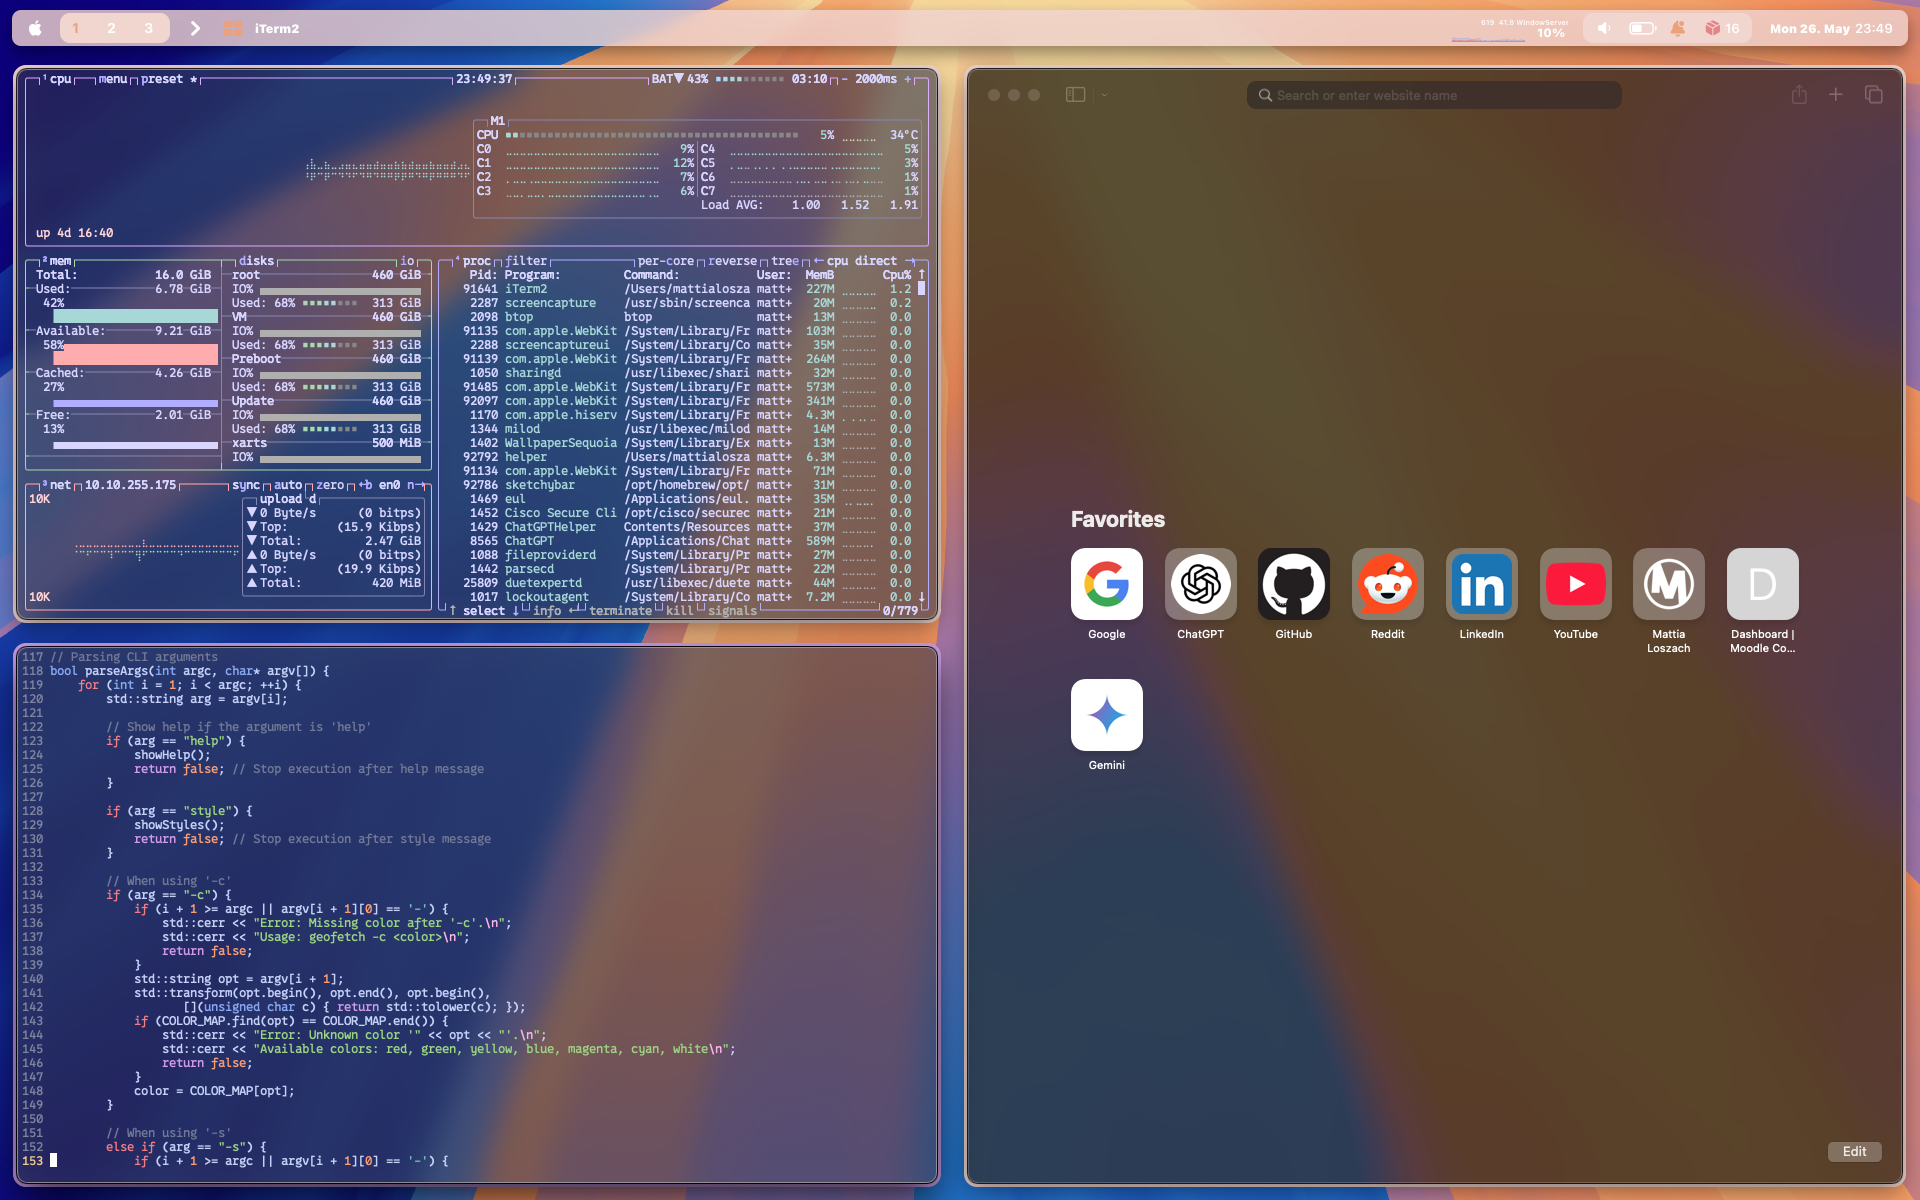 1 2 3 iTerm2
619 41.8 WindowServer
10%
16
Mon 26. May 23:49
¹cpu menu preset * 23:49:37 BAT▼ 43% 03:10 - 2000ms +
M1
CPU 5% 34°C
C0 9% C4 5%
C1 12% C5 3%
C2 7% C6 1%
C3 6% C7 1%
Load AVG: 1.00 1.52 1.91
up 4d 16:40
²mem
Total: 16.0 GiB
Used: 6.78 GiB
42%
Available: 9.21 GiB
58%
Cached: 4.26 GiB
27%
Free: 2.01 GiB
13%
disks io
root 460 GiB
IO%
Used: 68% 313 GiB
VM 460 GiB
IO%
Used: 68% 313 GiB
Preboot 460 GiB
IO%
Used: 68% 313 GiB
Update 460 GiB
IO%
Used: 68% 313 GiB
xarts 500 MiB
IO%
³net 10.10.255.175 sync auto zero ←b en0 n→
10K
upload d
▼ 0 Byte/s (0 bitps)
▼ Top: (15.9 Kibps)
▼ Total: 2.47 GiB
▲ 0 Byte/s (0 bitps)
▲ Top: (19.9 Kibps)
▲ Total: 420 MiB
10K
⁴proc filter per-core reverse tree ← cpu direct →
Pid: Program: Command: User: MemB Cpu% ↑
91641 iTerm2 /Users/mattialosza matt+ 227M 1.2
2287 screencapture /usr/sbin/screenca matt+ 20M 0.2
2098 btop btop matt+ 13M 0.0
91135 com.apple.WebKit /System/Library/Fr matt+ 103M 0.0
2288 screencaptureui /System/Library/Co matt+ 35M 0.0
91139 com.apple.WebKit /System/Library/Fr matt+ 264M 0.0
1050 sharingd /usr/libexec/shari matt+ 32M 0.0
91485 com.apple.WebKit /System/Library/Fr matt+ 573M 0.0
92097 com.apple.WebKit /System/Library/Fr matt+ 341M 0.0
1170 com.apple.hiserv /System/Library/Fr matt+ 4.3M 0.0
1344 milod /usr/libexec/milod matt+ 14M 0.0
1402 WallpaperSequoia /System/Library/Ex matt+ 13M 0.0
92792 helper /Users/mattialosza matt+ 6.3M 0.0
91134 com.apple.WebKit /System/Library/Fr matt+ 71M 0.0
92786 sketchybar /opt/homebrew/opt/ matt+ 31M 0.0
1469 eul /Applications/eul. matt+ 35M 0.0
1452 Cisco Secure Cli /opt/cisco/securec matt+ 21M 0.0
1429 ChatGPTHelper Contents/Resources matt+ 37M 0.0
8565 ChatGPT /Applications/Chat matt+ 589M 0.0
1088 fileproviderd /System/Library/Pr matt+ 27M 0.0
1442 parsecd /System/Library/Pr matt+ 22M 0.0
25809 duetexpertd /usr/libexec/duete matt+ 44M 0.0
1017 lockoutagent /System/Library/Co matt+ 7.2M 0.0 ↓
↑ select ↓ info ↵ terminate kill signals 0/779
117 // Parsing CLI arguments
118 bool parseArgs(int argc, char* argv[]) {
119     for (int i = 1; i < argc; ++i) {
120         std::string arg = argv[i];
121
122         // Show help if the argument is 'help'
123         if (arg == "help") {
124             showHelp();
125             return false; // Stop execution after help message
126         }
127
128         if (arg == "style") {
129             showStyles();
130             return false; // Stop execution after style message
131         }
132
133         // When using '-c'
134         if (arg == "-c") {
135             if (i + 1 >= argc || argv[i + 1][0] == '-') {
136                 std::cerr << "Error: Missing color after '-c'.\n";
137                 std::cerr << "Usage: geofetch -c <color>\n";
138                 return false;
139             }
140             std::string opt = argv[i + 1];
141             std::transform(opt.begin(), opt.end(), opt.begin(),
142                    [](unsigned char c) { return std::tolower(c); });
143             if (COLOR_MAP.find(opt) == COLOR_MAP.end()) {
144                 std::cerr << "Error: Unknown color '" << opt << "'.\n";
145                 std::cerr << "Available colors: red, green, yellow, blue, magenta, cyan, white\n";
146                 return false;
147             }
148             color = COLOR_MAP[opt];
149         }
150
151         // When using '-s'
152         else if (arg == "-s") {
153             if (i + 1 >= argc || argv[i + 1][0] == '-') {
Search or enter website name
Favorites
Google
ChatGPT
GitHub
Reddit
LinkedIn
YouTube
Mattia
Loszach
D
Dashboard |
Moodle Co...
Gemini
Edit